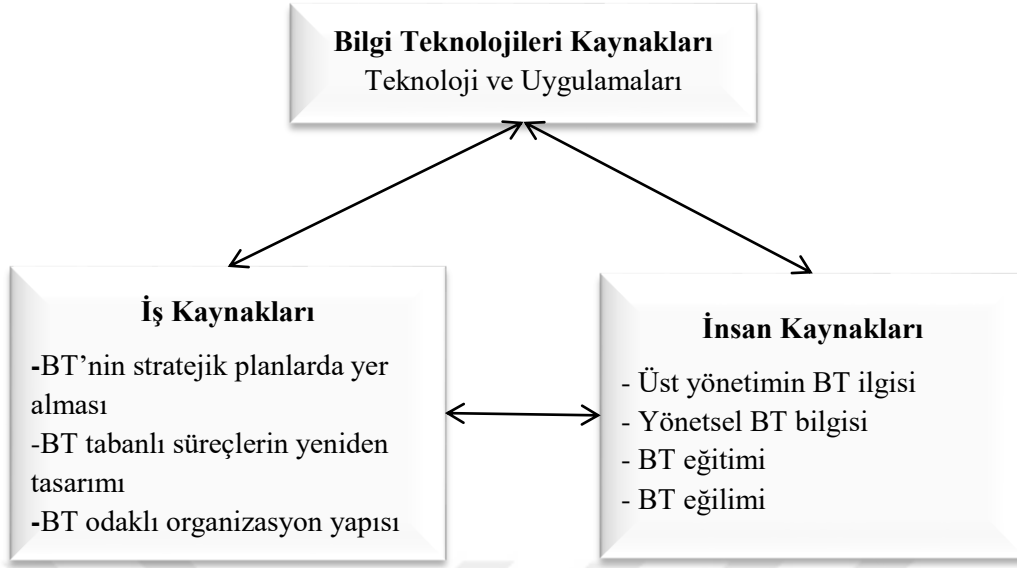 Bilgi Teknolojileri Kaynakları
Teknoloji ve Uygulamaları
İş Kaynakları
-BT’nin stratejik planlarda yer
alması
-BT tabanlı süreçlerin yeniden
tasarımı
-BT odaklı organizasyon yapısı
İnsan Kaynakları
- Üst yönetimin BT ilgisi
- Yönetsel BT bilgisi
- BT eğitimi
- BT eğilimi